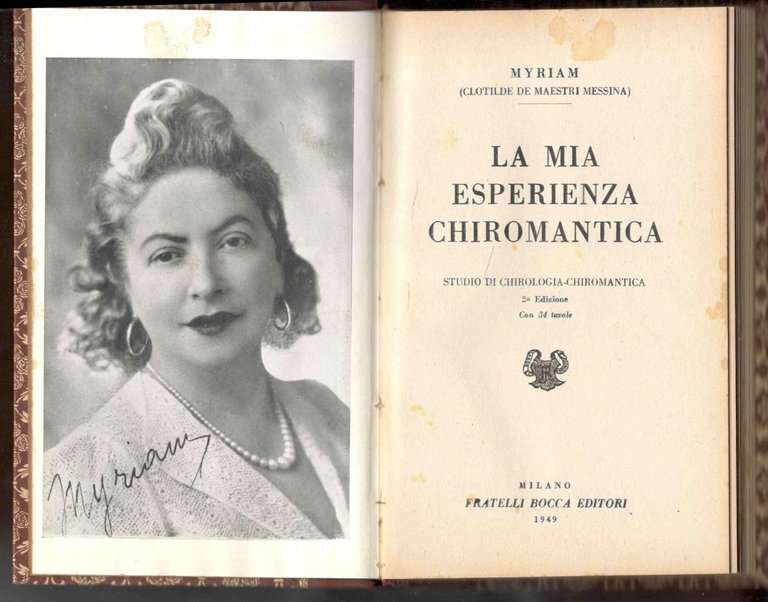 Myriam
MYRIAM
(CLOTILDE DE MAESTRI MESSINA)
LA MIA
ESPERIENZA
CHIROMANTICA
STUDIO DI CHIROLOGIA-CHIROMANTICA
2ª Edizione
Con 34 tavole
MILANO
FRATELLI BOCCA EDITORI
1949